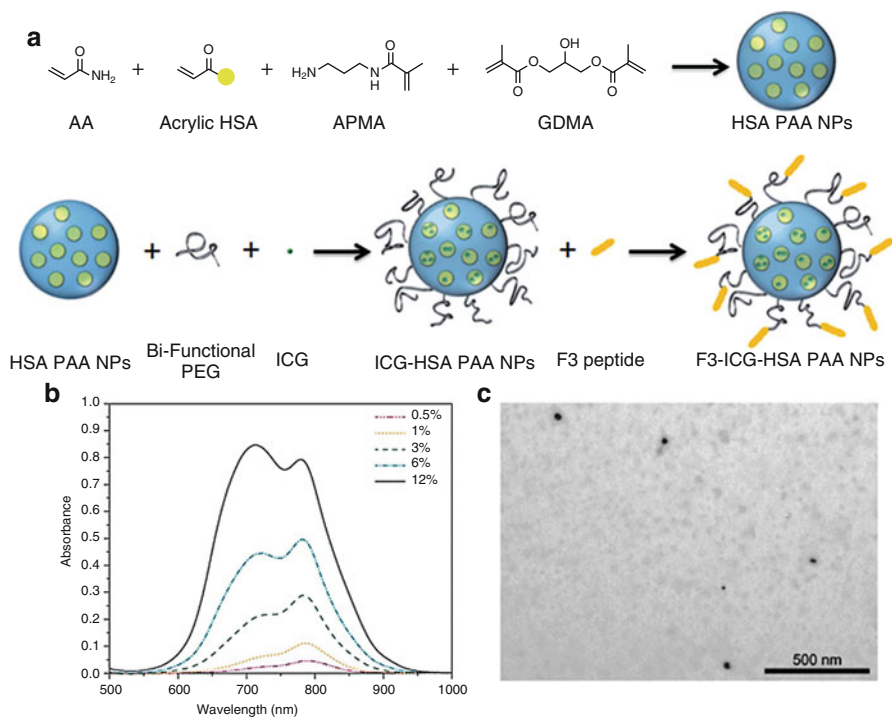 a
O
NH₂
+
O
+
H₂N
N
H
O
+
O
O
OH
O
O
AA
Acrylic HSA
APMA
GDMA
HSA PAA NPs
+
+
+
HSA PAA NPs
Bi-Functional
PEG
ICG
ICG-HSA PAA NPs
F3 peptide
F3-ICG-HSA PAA NPs
b
1.0
0.9
0.8
0.7
0.6
0.5
0.4
0.3
0.2
0.1
0.0
Absorbance
0.5%
1%
3%
6%
12%
500
600
700
800
900
1000
Wavelength (nm)
c
500 nm